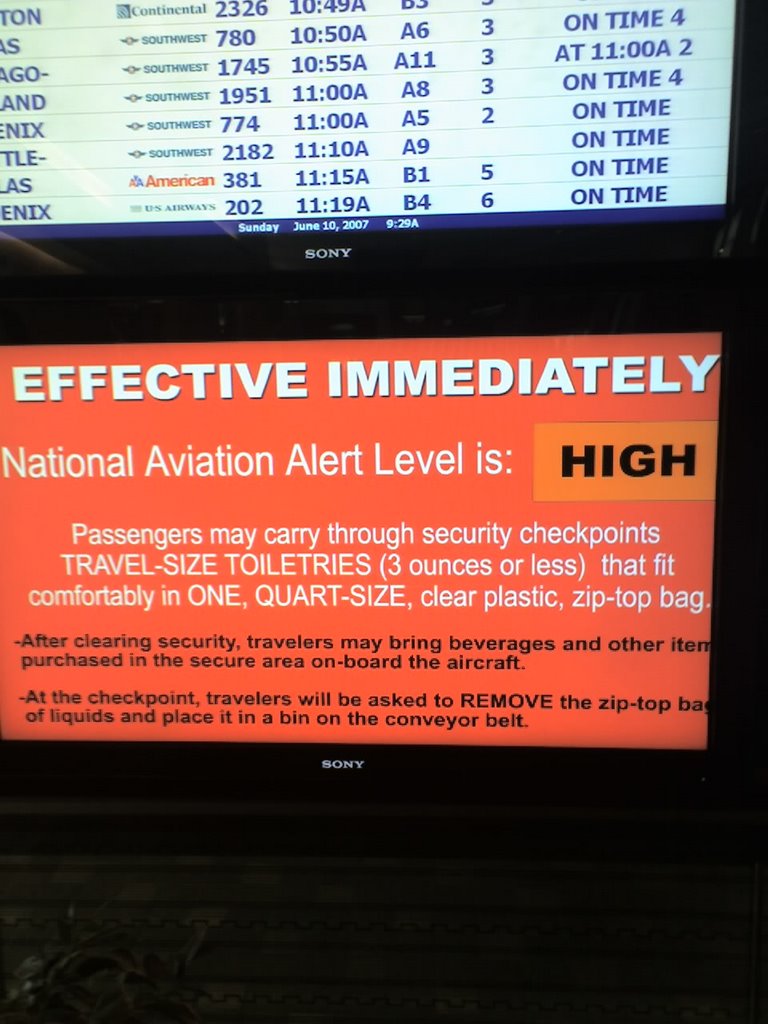 TON Continental 2326 10:49A B3
AS SOUTHWEST 780 10:50A A6 3 ON TIME 4
AGO- SOUTHWEST 1745 10:55A A11 3 AT 11:00A 2
LAND SOUTHWEST 1951 11:00A A8 3 ON TIME 4
ENIX SOUTHWEST 774 11:00A A5 2 ON TIME
TLE- SOUTHWEST 2182 11:10A A9 ON TIME
LAS American 381 11:15A B1 5 ON TIME
ENIX US AIRWAYS 202 11:19A B4 6 ON TIME
Sunday June 10, 2007 9:29A
SONY
EFFECTIVE IMMEDIATELY
National Aviation Alert Level is: HIGH
Passengers may carry through security checkpoints
TRAVEL-SIZE TOILETRIES (3 ounces or less) that fit
comfortably in ONE, QUART-SIZE, clear plastic, zip-top bag.
-After clearing security, travelers may bring beverages and other item
purchased in the secure area on-board the aircraft.
-At the checkpoint, travelers will be asked to REMOVE the zip-top bag
of liquids and place it in a bin on the conveyor belt.
SONY